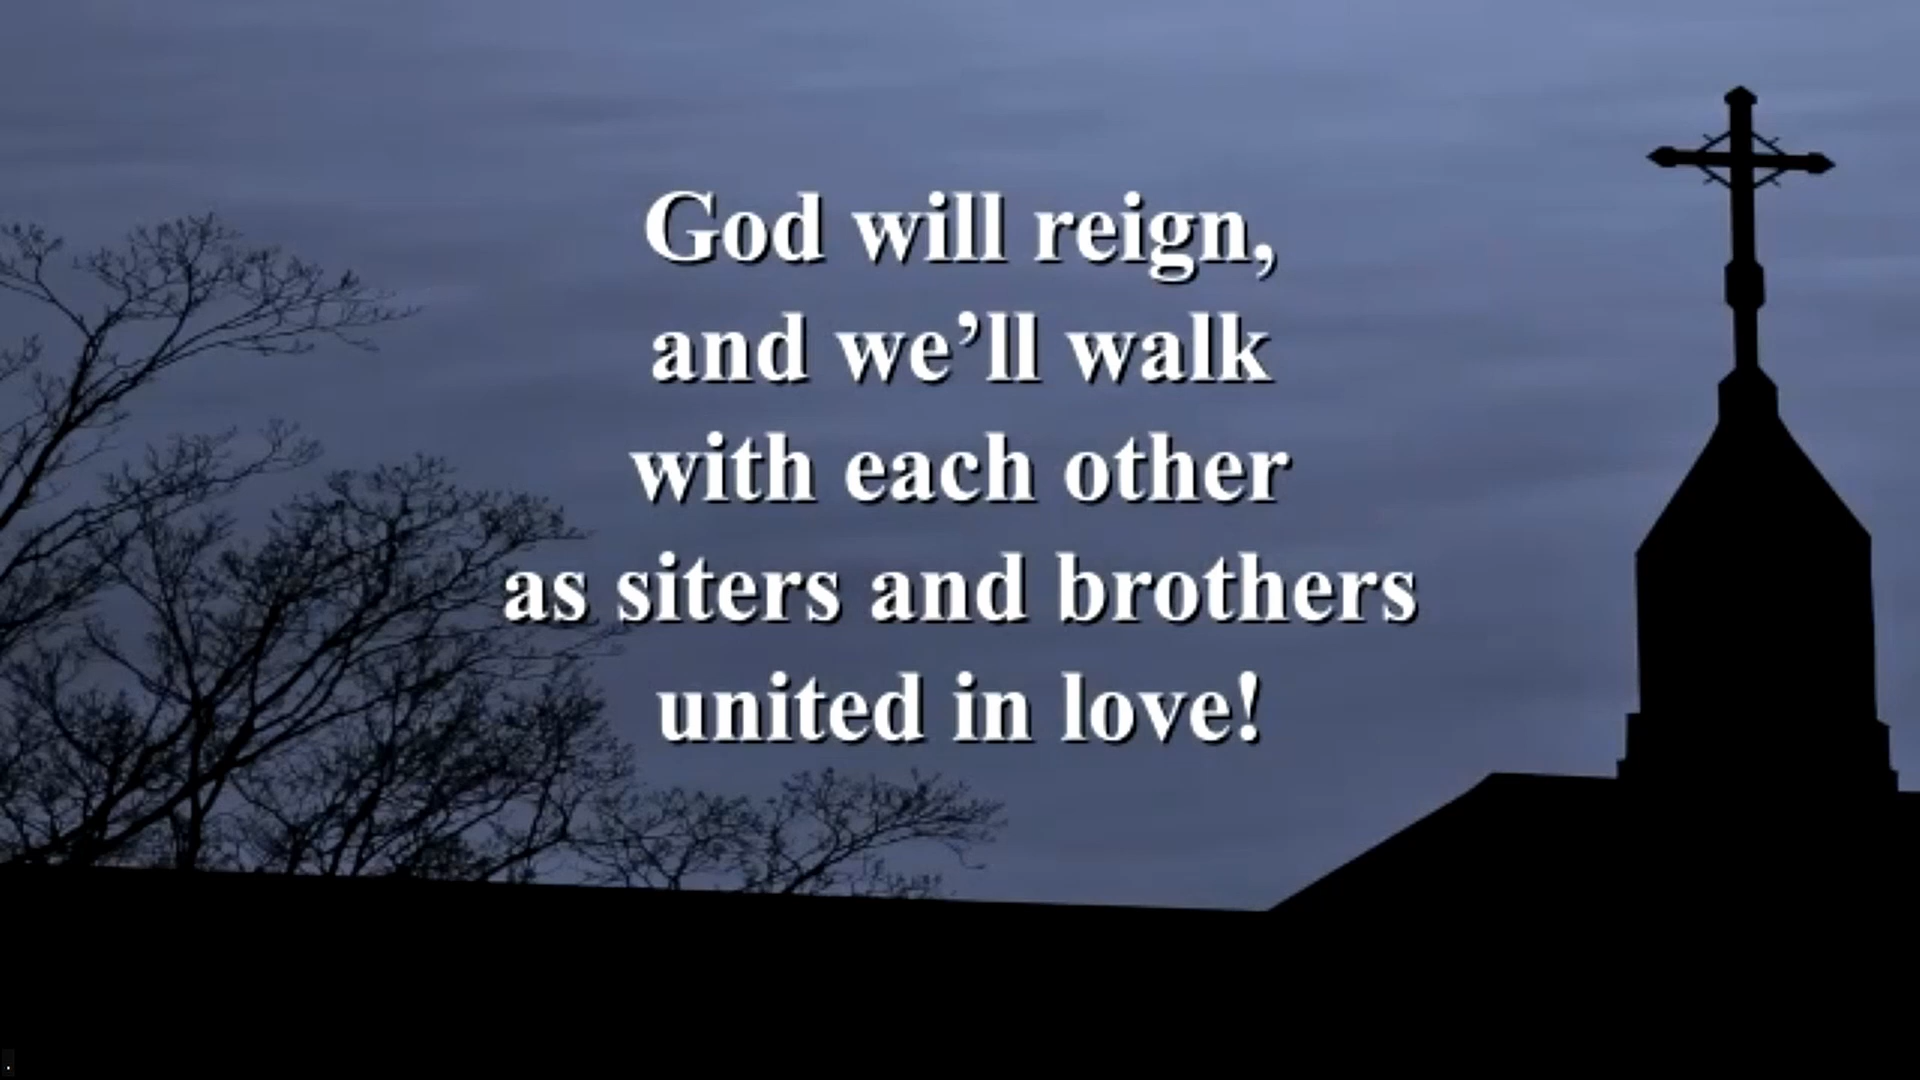 God will reign,
and we’ll walk
with each other
as siters and brothers
united in love!
.